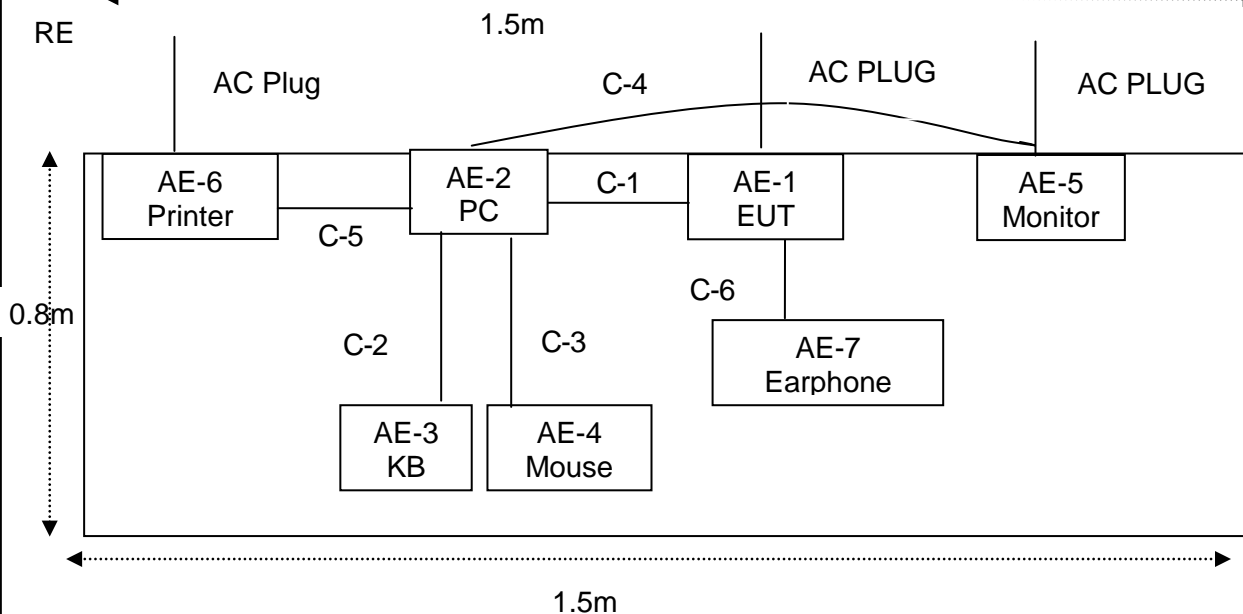 1.5m
RE
AC Plug
C-4
AC PLUG
AC PLUG
AE-6
Printer
AE-2
PC
C-1
AE-1
EUT
AE-5
Monitor
C-5
C-6
0.8m
C-2
C-3
AE-7
Earphone
AE-3
KB
AE-4
Mouse
1.5m